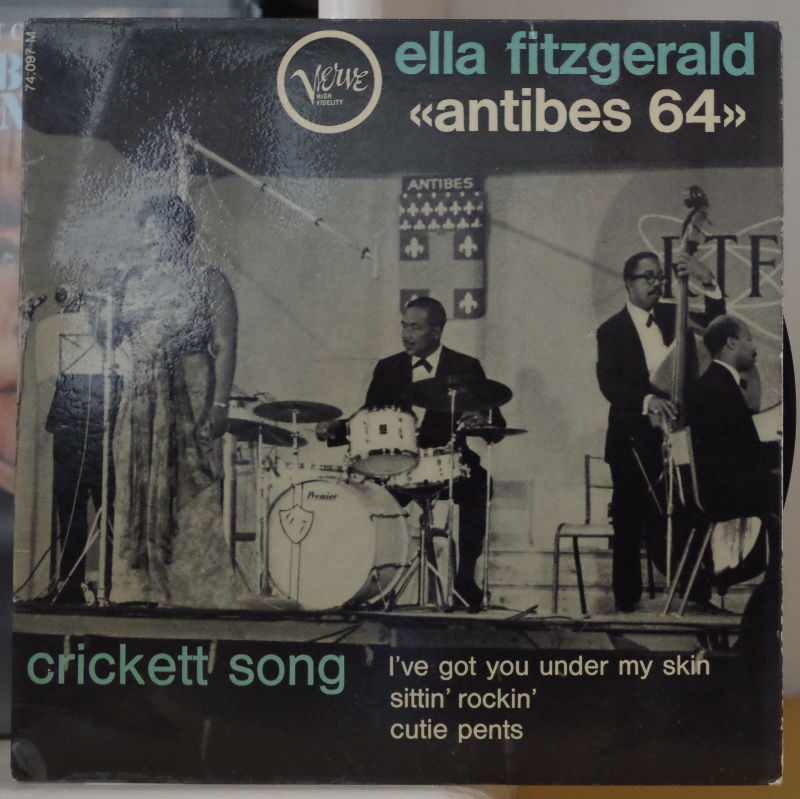 74.097-M
Verve
HIGH
FIDELITY
ella fitzgerald
«antibes 64»
ANTIBES
RTF
Premier
crickett song
I've got you under my skin
sittin' rockin'
cutie pents